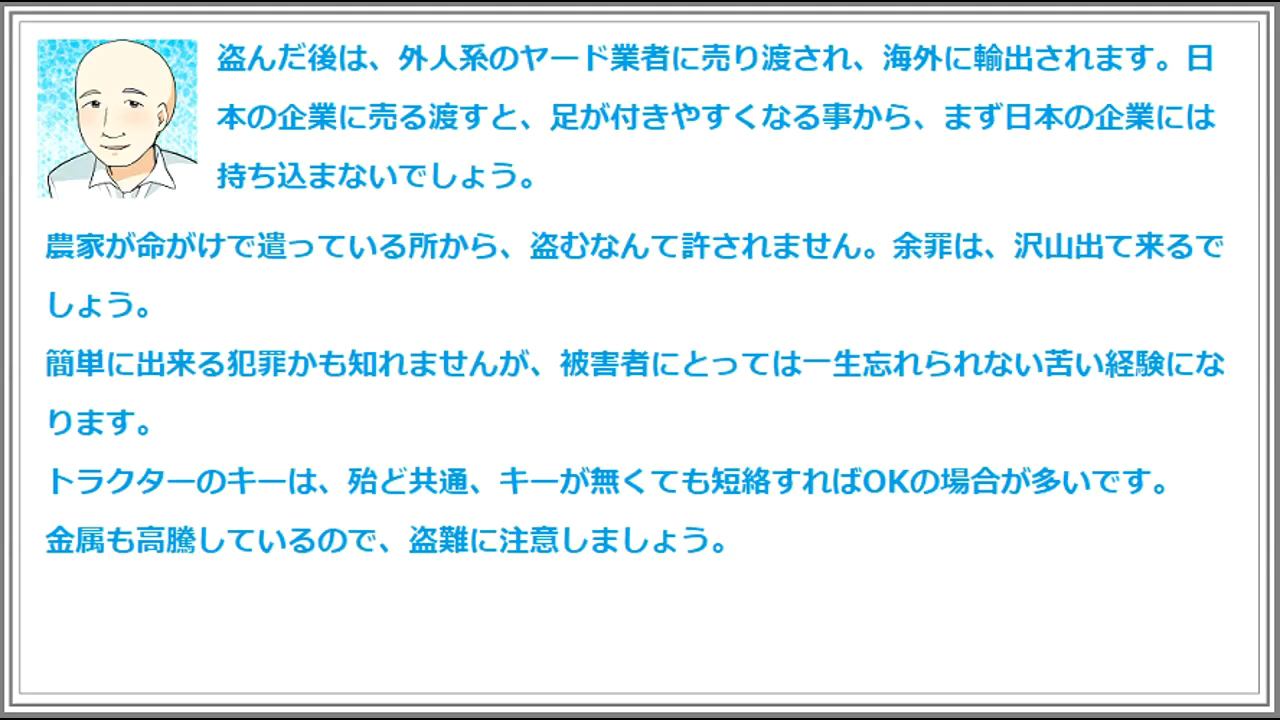 盗んだ後は、外人系のヤード業者に売り渡され、海外に輸出されます。日
本の企業に売る渡すと、足が付きやすくなる事から、まず日本の企業には
持ち込まないでしょう。
農家が命がけで遣っている所から、盗むなんて許されません。余罪は、沢山出て来るで
しょう。
簡単に出来る犯罪かも知れませんが、被害者にとっては一生忘れられない苦い経験にな
ります。
トラクターのキーは、殆ど共通、キーが無くても短絡すればOKの場合が多いです。
金属も高騰しているので、盗難に注意しましょう。